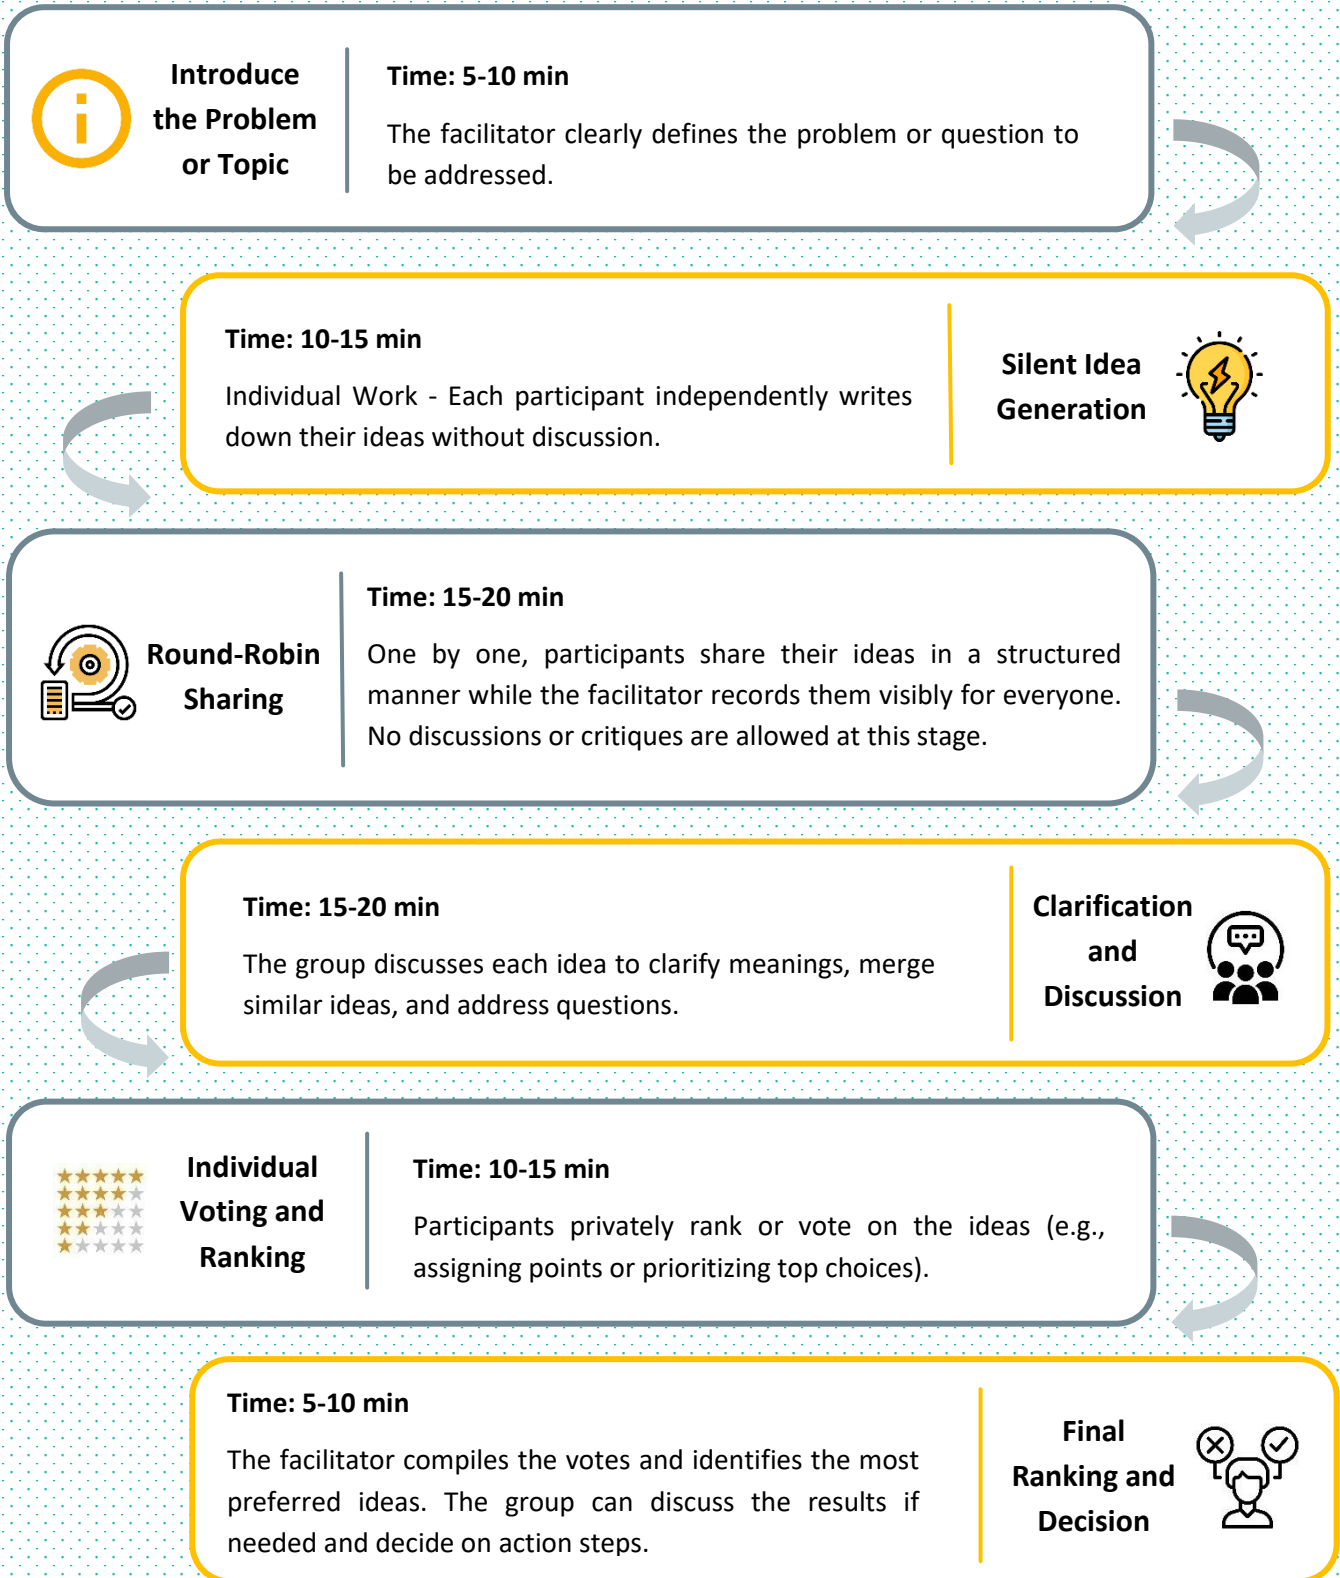 Introduce
the Problem
or Topic
Time: 5-10 min
The facilitator clearly defines the problem or question to
be addressed.
Time: 10-15 min
Individual Work - Each participant independently writes
down their ideas without discussion.
Silent Idea
Generation
Round-Robin
Sharing
Time: 15-20 min
One by one, participants share their ideas in a structured
manner while the facilitator records them visibly for everyone.
No discussions or critiques are allowed at this stage.
Time: 15-20 min
The group discusses each idea to clarify meanings, merge
similar ideas, and address questions.
Clarification
and
Discussion
Individual
Voting and
Ranking
Time: 10-15 min
Participants privately rank or vote on the ideas (e.g.,
assigning points or prioritizing top choices).
Time: 5-10 min
The facilitator compiles the votes and identifies the most
preferred ideas. The group can discuss the results if
needed and decide on action steps.
Final
Ranking and
Decision